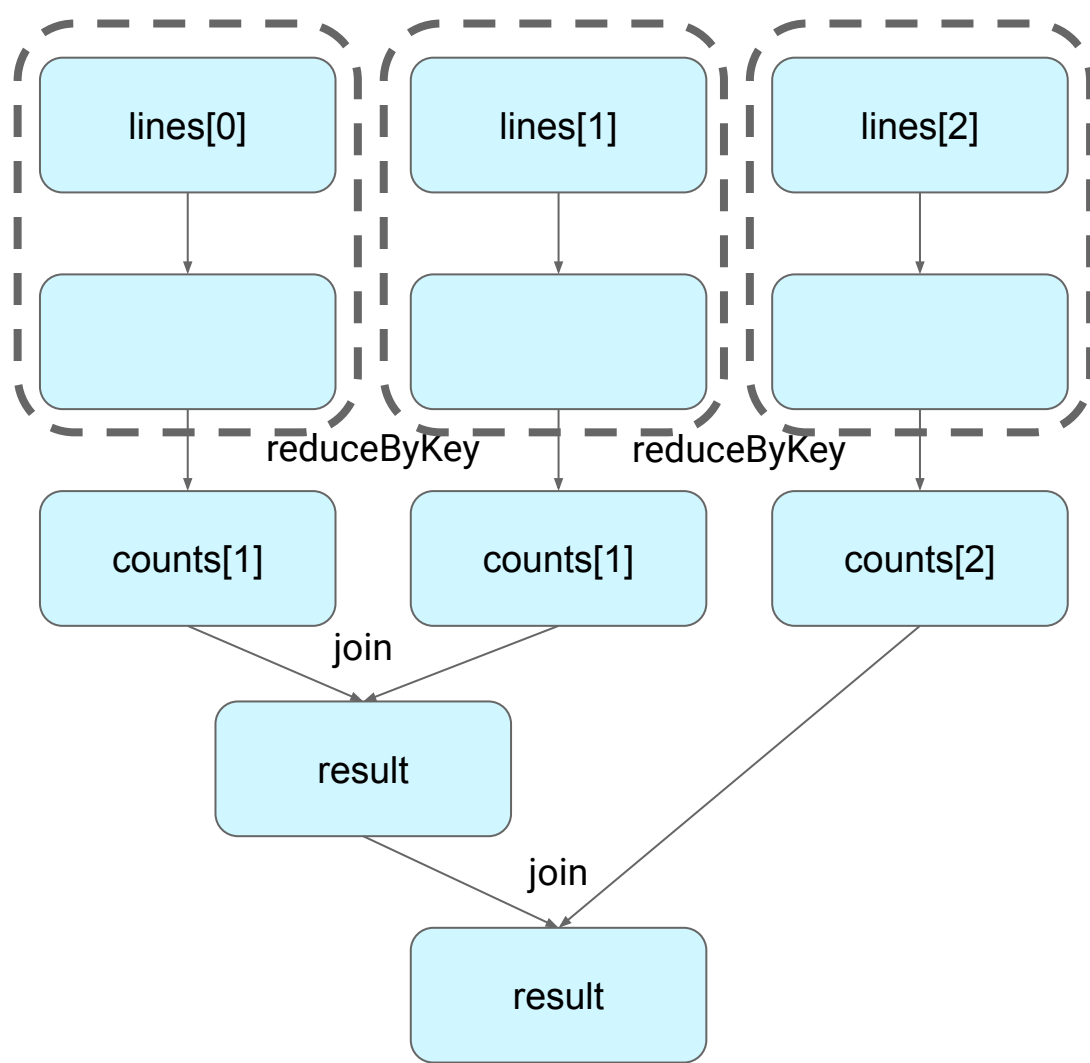 lines[0]
lines[1]
lines[2]
reduceByKey
reduceByKey
counts[1]
counts[1]
counts[2]
join
result
join
result